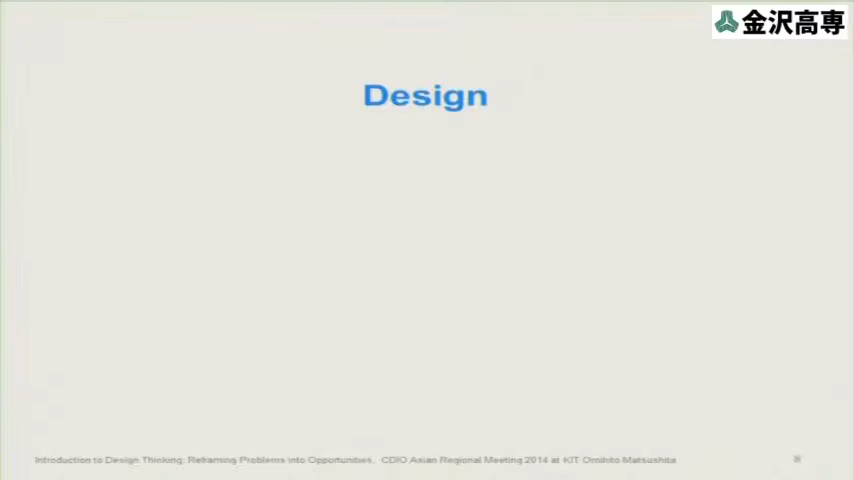 金沢高専
Design
Introduction to Design Thinking: Reframing Problems into Opportunities, CDIO Asian Regional Meeting 2014 at KIT Omihito Matsushita
8